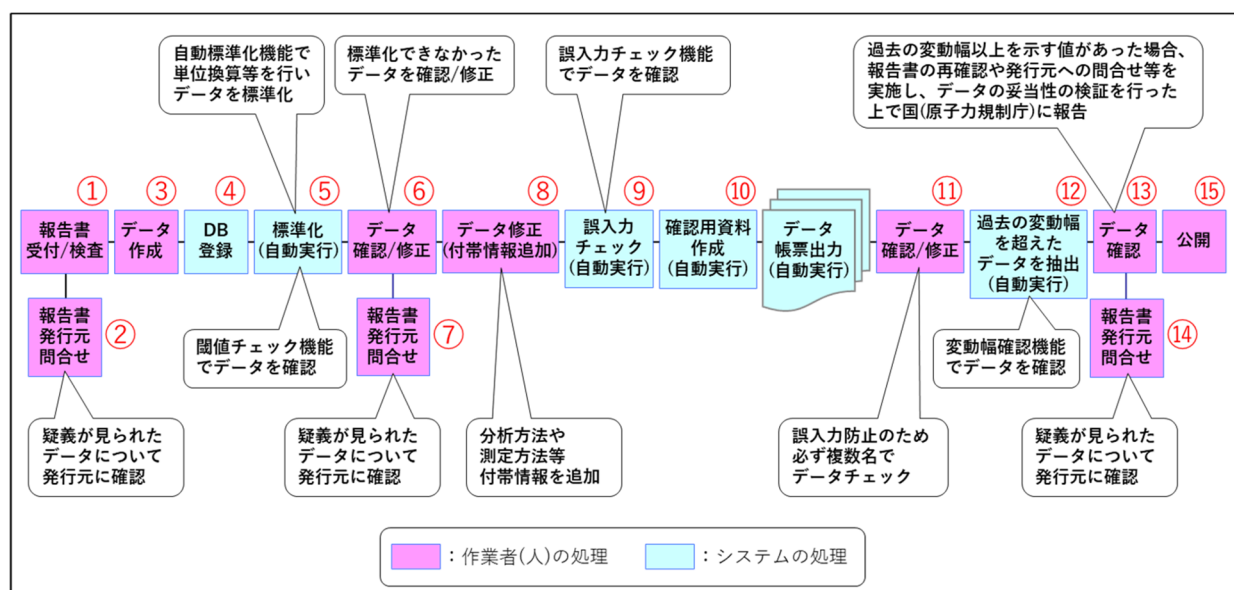 自動標準化機能で
単位換算等を行い
データを標準化
標準化できなかった
データを確認/修正
誤入力チェック機能
でデータを確認
過去の変動幅以上を示す値があった場合、
報告書の再確認や発行元への問合せ等を
実施し、データの妥当性の検証を行った
上で国(原子力規制庁)に報告
①
報告書
受付/検査
②
報告書
発行元
問合せ
③
データ
作成
④
DB
登録
⑤
標準化
(自動実行)
⑥
データ
確認/修正
⑦
報告書
発行元
問合せ
⑧
データ修正
(付帯情報追加)
⑨
誤入力
チェック
(自動実行)
⑩
確認用資料
作成
(自動実行)
データ
帳票出力
(自動実行)
⑪
データ
確認/修正
⑫
過去の変動幅
を超えた
データを抽出
(自動実行)
⑬
データ
確認
⑭
報告書
発行元
問合せ
⑮
公開
疑義が見られた
データについて
発行元に確認
閾値チェック機能
でデータを確認
疑義が見られた
データについて
発行元に確認
分析方法や
測定方法等
付帯情報を追加
誤入力防止のため
必ず複数名で
データチェック
変動幅確認機能
でデータを確認
疑義が見られた
データについて
発行元に確認
：作業者(人)の処理
：システムの処理